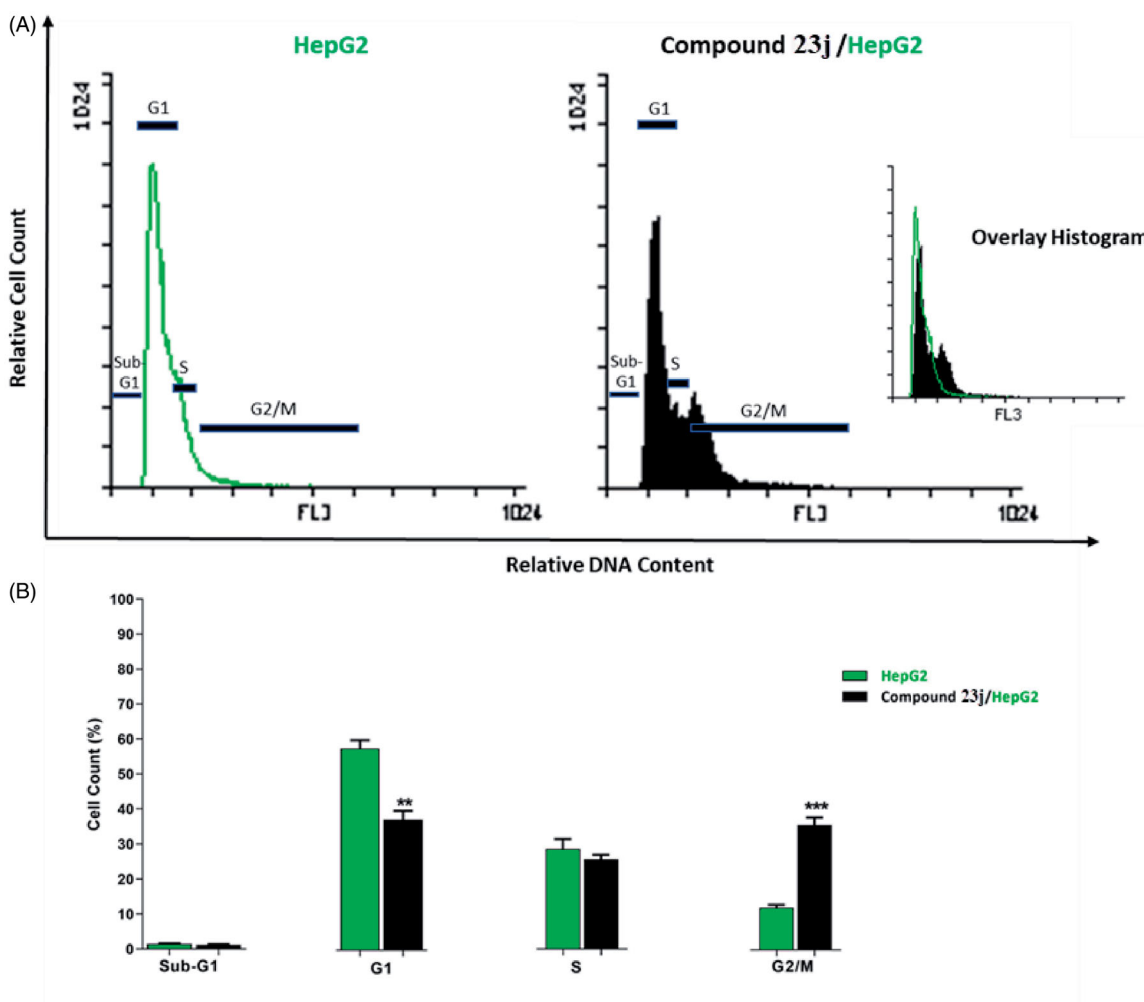 (A)
HepG2
Compound 23j/HepG2
1024
G1
Sub-
G1
S
G2/M
FL3
1024
1024
G1
Sub-
G1
S
G2/M
FL3
1024
Overlay Histogram
FL3
Relative Cell Count
Relative DNA Content
(B)
Cell Count (%)
100
90
80
70
60
50
40
30
20
10
0
HepG2
Compound 23j/HepG2
**
***
Sub-G1
G1
S
G2/M